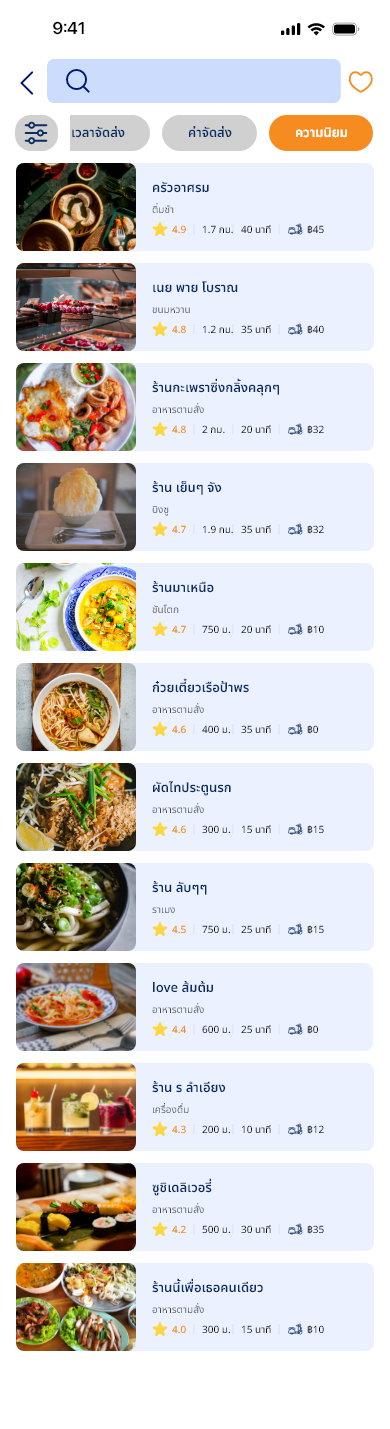 9:41
เวลาจัดส่ง ค่าจัดส่ง ความนิยม
ครัวอาศรม
ติ่มซำ
4.9 1.7 กม. 40 นาที ฿45
เนย พาย โบราณ
ขนมหวาน
4.8 1.2 กม. 35 นาที ฿40
ร้านกะเพราซิ่งกลิ้งคลุกๆ
อาหารตามสั่ง
4.8 2 กม. 20 นาที ฿32
ร้าน เย็นๆ จัง
บิงซู
4.7 1.9 กม. 35 นาที ฿32
ร้านมาเหนือ
ขันโตก
4.7 750 ม. 20 นาที ฿10
ก๋วยเตี๋ยวเรือป้าพร
อาหารตามสั่ง
4.6 400 ม. 35 นาที ฿0
ผัดไทประตูนรก
อาหารตามสั่ง
4.6 300 ม. 15 นาที ฿15
ร้าน ลับๆๆ
ราเมง
4.5 750 ม. 25 นาที ฿15
love ส้มต้ม
อาหารตามสั่ง
4.4 600 ม. 25 นาที ฿0
ร้าน ร ลำเอียง
เครื่องดื่ม
4.3 200 ม. 10 นาที ฿12
ซูชิเดลิเวอรี่
อาหารตามสั่ง
4.2 500 ม. 30 นาที ฿35
ร้านนี้เพื่อเธอคนเดียว
อาหารตามสั่ง
4.0 300 ม. 15 นาที ฿10